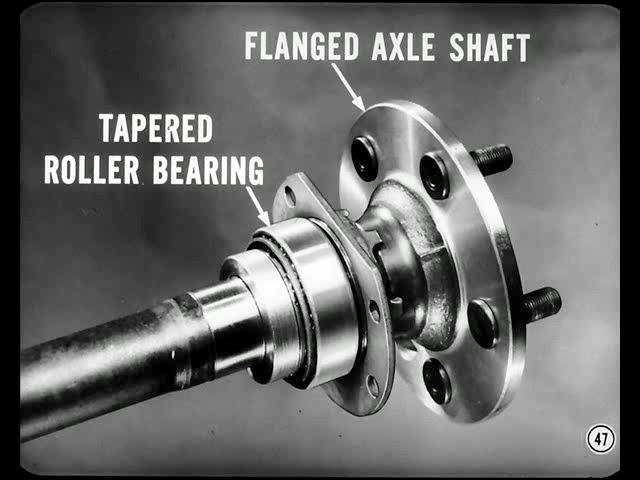 FLANGED AXLE SHAFT
TAPERED
ROLLER BEARING
47